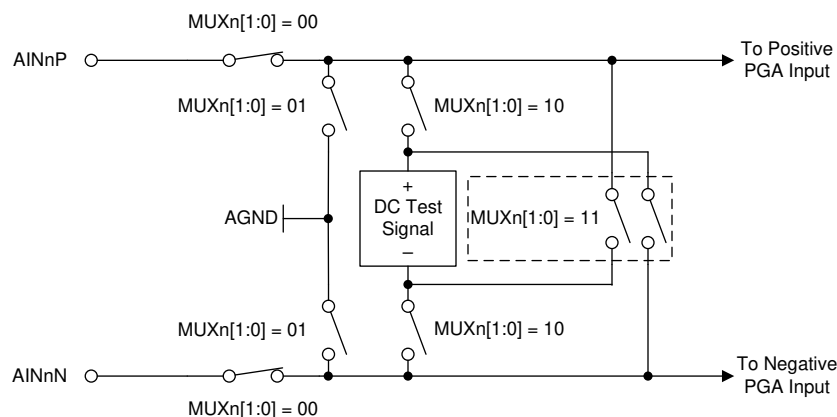 MUXn[1:0] = 00
AINnP
To Positive
PGA Input
MUXn[1:0] = 01
MUXn[1:0] = 10
AGND
+
DC Test
Signal
–
MUXn[1:0] = 11
MUXn[1:0] = 01
MUXn[1:0] = 10
AINnN
To Negative
PGA Input
MUXn[1:0] = 00